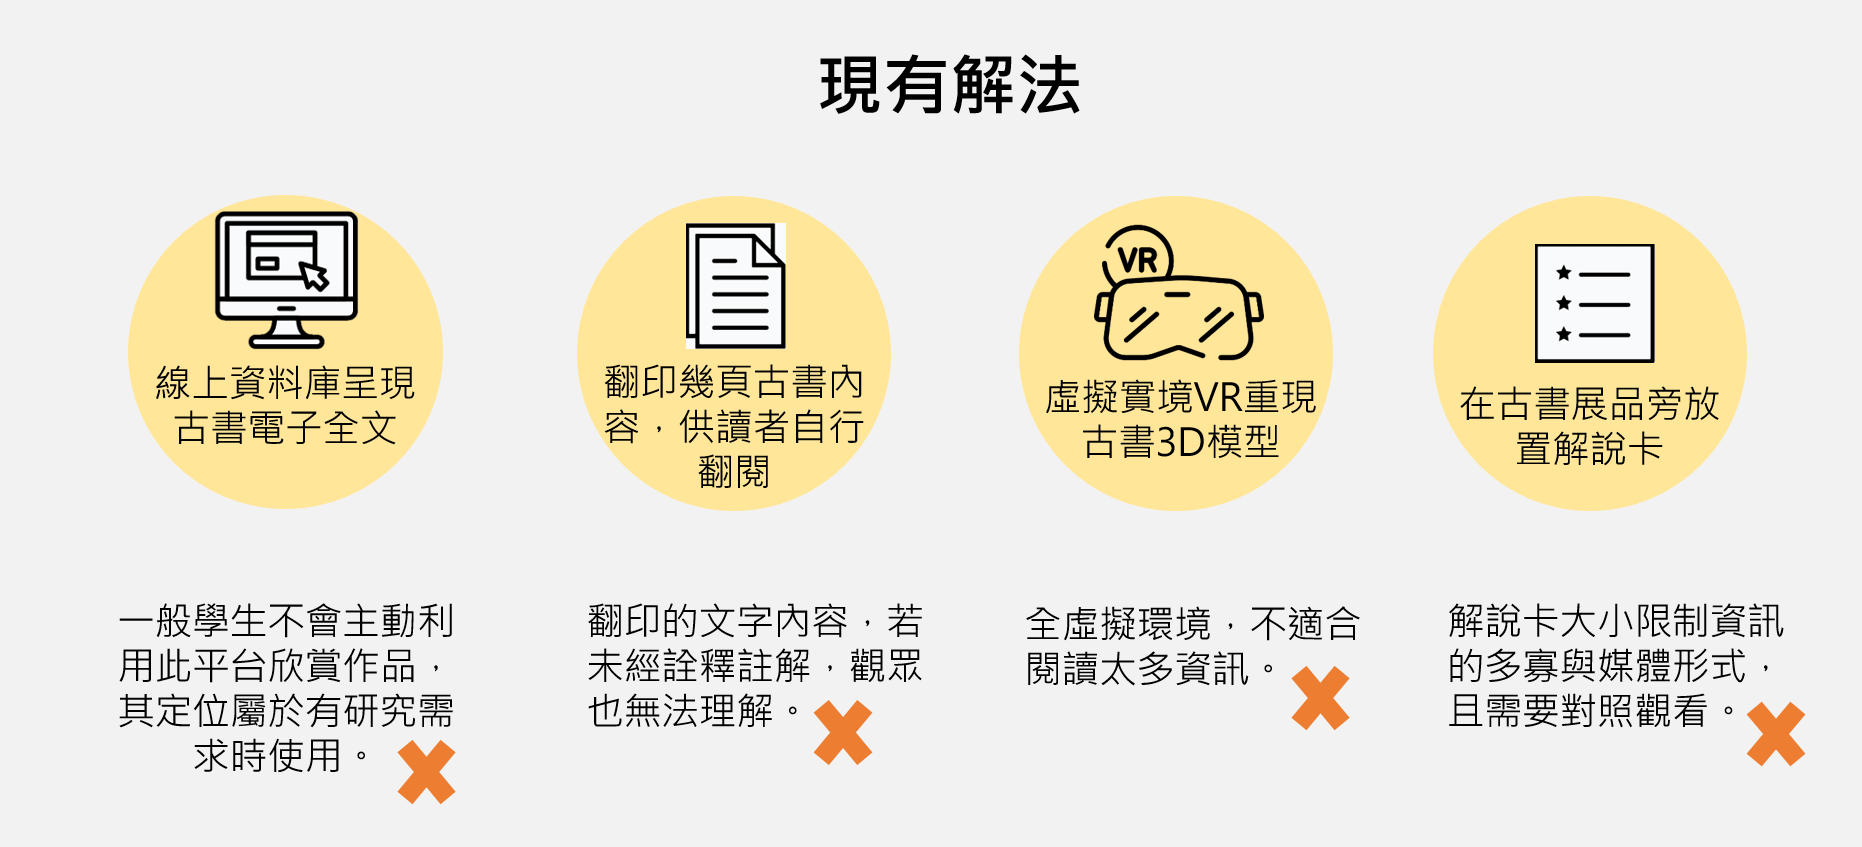 現有解法
線上資料庫呈現
古書電子全文
翻印幾頁古書內
容，供讀者自行
翻閱
VR
虛擬實境VR重現
古書3D模型
在古書展品旁放
置解說卡
一般學生不會主動利
用此平台欣賞作品，
其定位屬於有研究需
求時使用。
翻印的文字內容，若
未經詮釋註解，觀眾
也無法理解。
全虛擬環境，不適合
閱讀太多資訊。
解說卡大小限制資訊
的多寡與媒體形式，
且需要對照觀看。